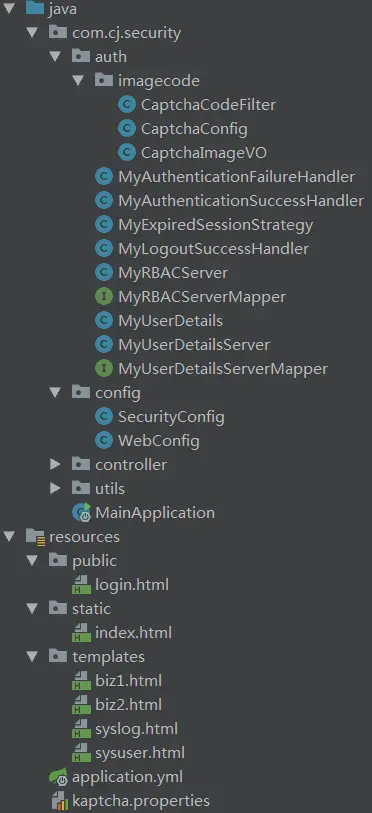 java
com.cj.security
auth
imagecode
CaptchaCodeFilter
CaptchaConfig
CaptchaImageVO
MyAuthenticationFailureHandler
MyAuthenticationSuccessHandler
MyExpiredSessionStrategy
MyLogoutSuccessHandler
MyRBACServer
MyRBACServerMapper
MyUserDetails
MyUserDetailsServer
MyUserDetailsServerMapper
config
SecurityConfig
WebConfig
controller
utils
MainApplication
resources
public
login.html
static
index.html
templates
biz1.html
biz2.html
syslog.html
sysuser.html
application.yml
kaptcha.properties